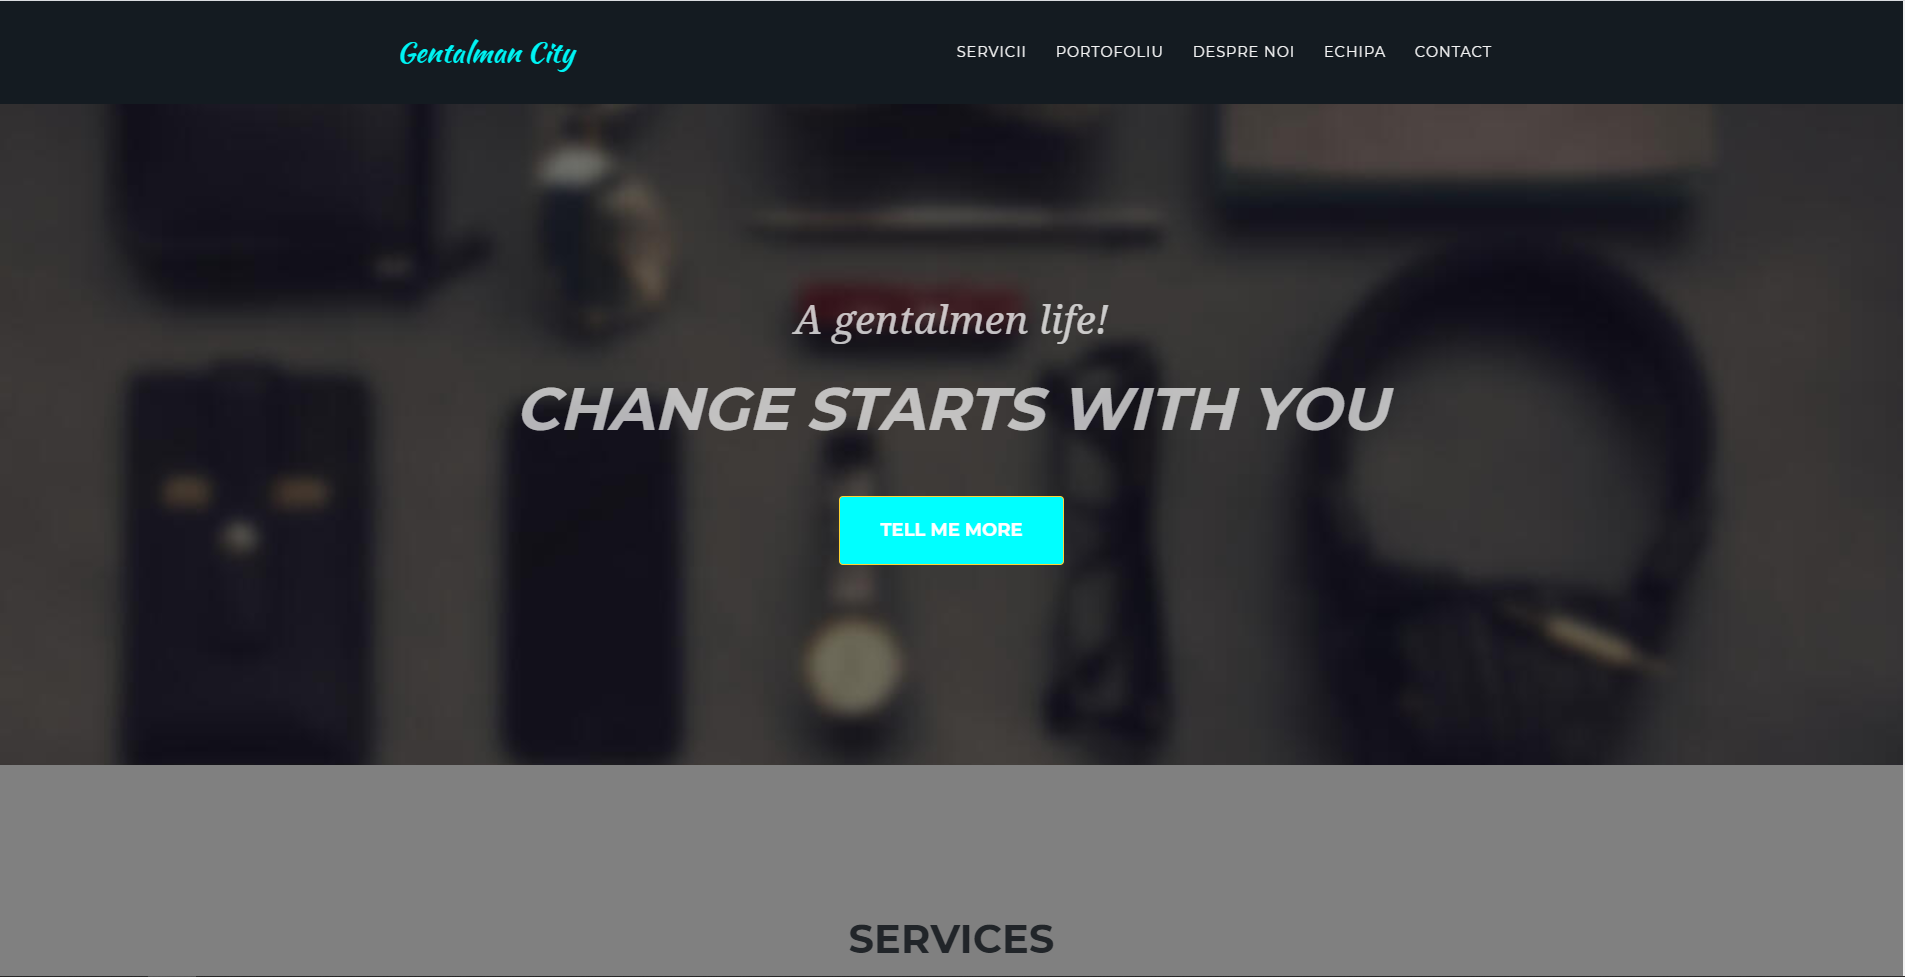 Gentalman City
SERVICII PORTOFOLIU DESPRE NOI ECHIPA CONTACT
A gentalmen life!
CHANGE STARTS WITH YOU
TELL ME MORE
SERVICES